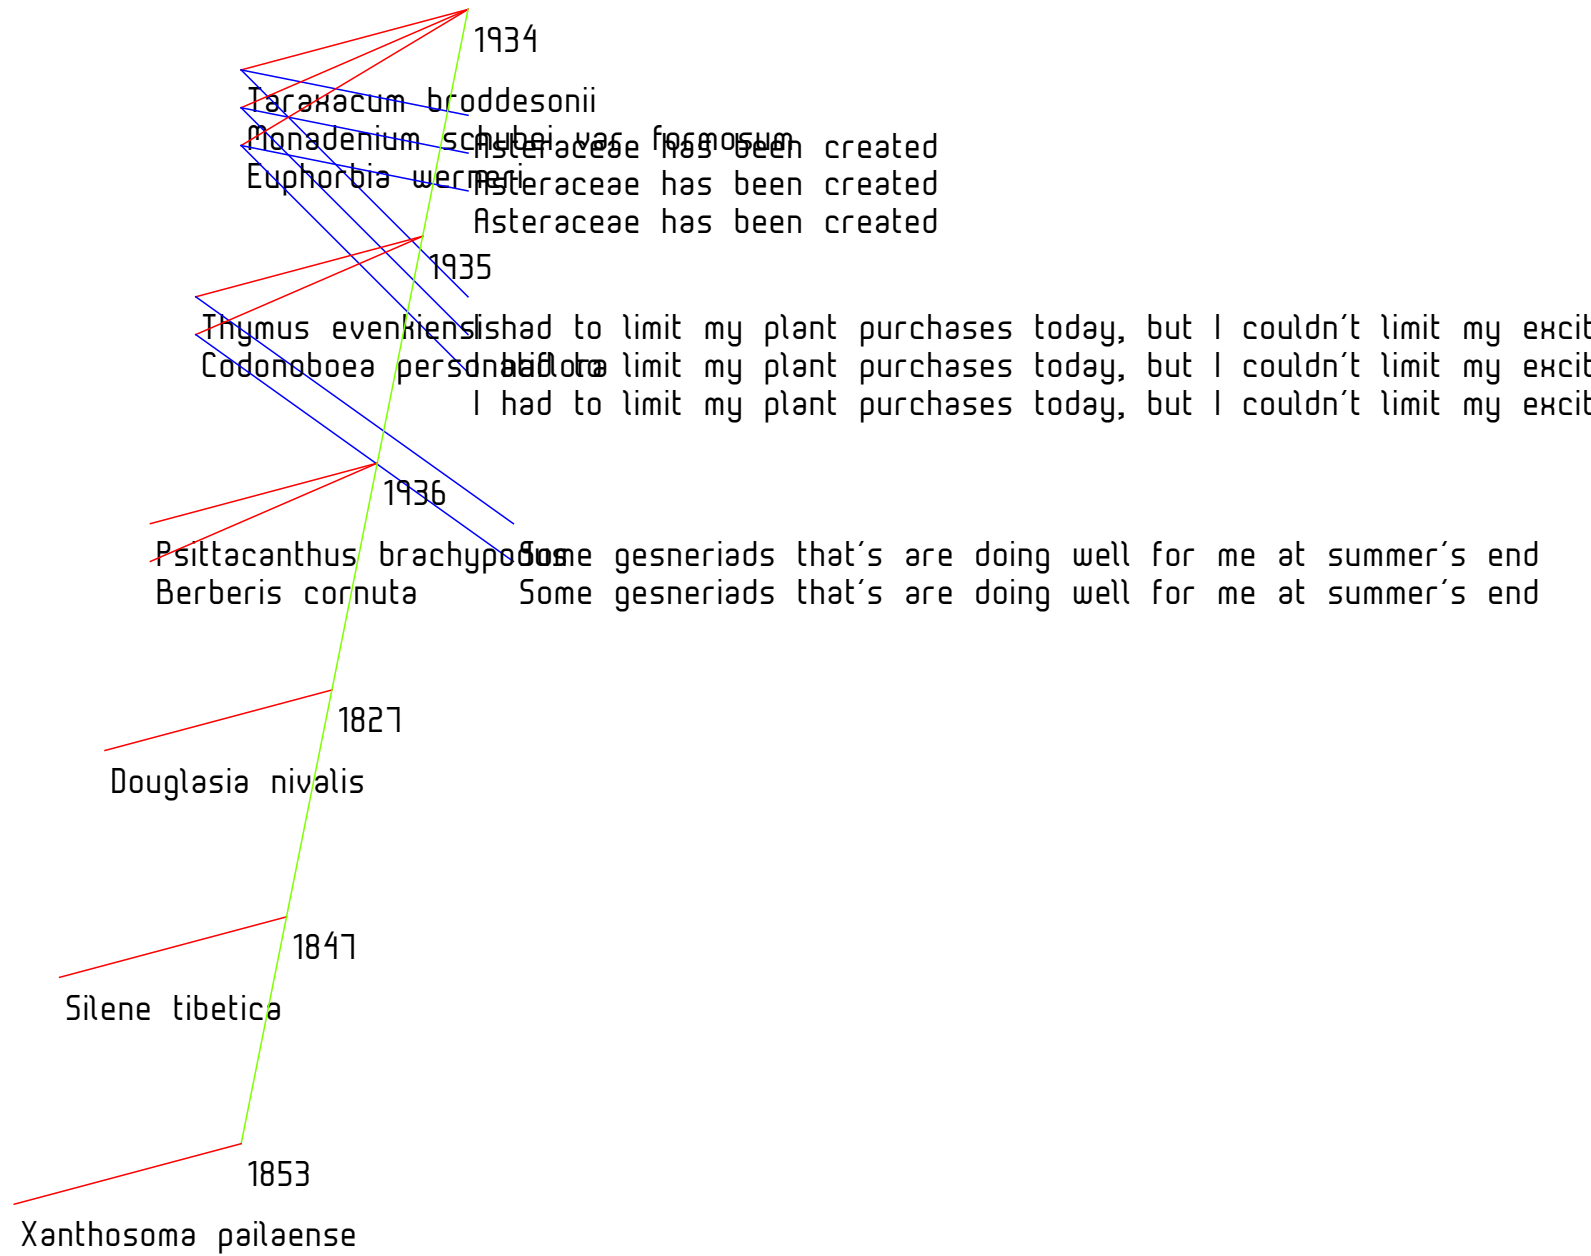 1934
Taraxacum broddesonii
Monadenium schubei var. formosum
Asteraceae has been created
Euphorbia wermeri
Asteraceae has been created
Asteraceae has been created
1935
Thymus evenkiensis
I had to limit my plant purchases today, but I couldn't limit my excit
Codonoboea personatiflora
I had to limit my plant purchases today, but I couldn't limit my excit
I had to limit my plant purchases today, but I couldn't limit my excit
1936
Psittacanthus brachypodus
Some gesneriads that's are doing well for me at summer's end
Berberis cornuta
Some gesneriads that's are doing well for me at summer's end
1827
Douglasia nivalis
1847
Silene tibetica
1853
Xanthosoma pailaense